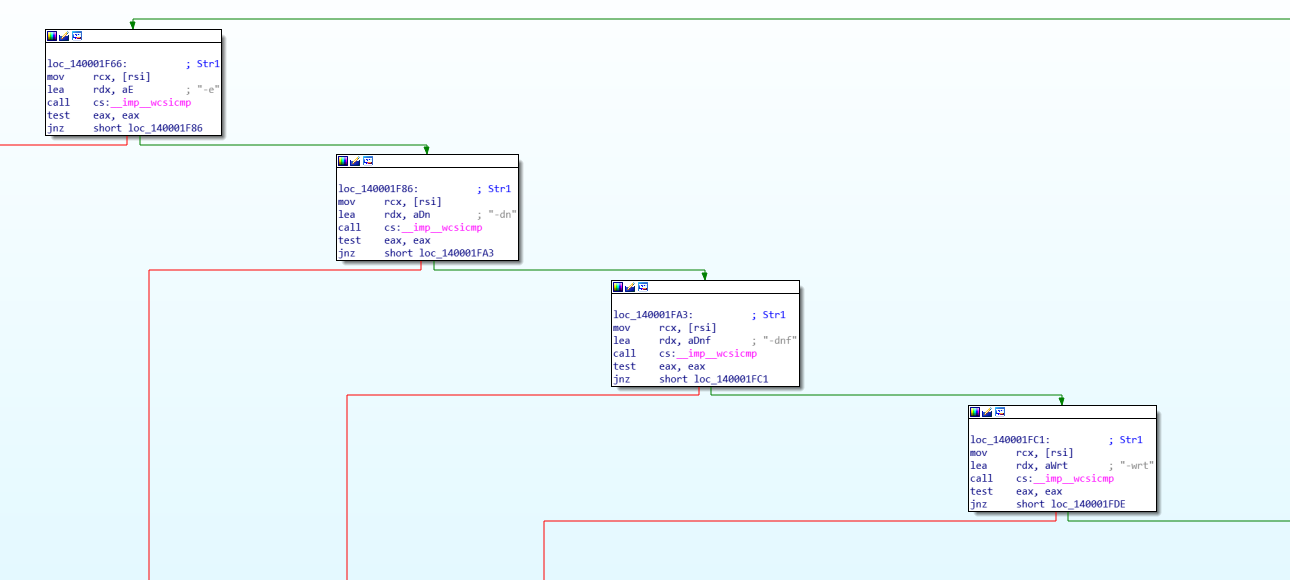 loc_140001F66: ; Str1
mov rcx, [rsi]
lea rdx, aE ; "-e"
call cs:__imp__wcsicmp
test eax, eax
jnz short loc_140001F86
loc_140001F86: ; Str1
mov rcx, [rsi]
lea rdx, aDn ; "-dn"
call cs:__imp__wcsicmp
test eax, eax
jnz short loc_140001FA3
loc_140001FA3: ; Str1
mov rcx, [rsi]
lea rdx, aDnf ; "-dnf"
call cs:__imp__wcsicmp
test eax, eax
jnz short loc_140001FC1
loc_140001FC1: ; Str1
mov rcx, [rsi]
lea rdx, aWrt ; "-wrt"
call cs:__imp__wcsicmp
test eax, eax
jnz short loc_140001FDE